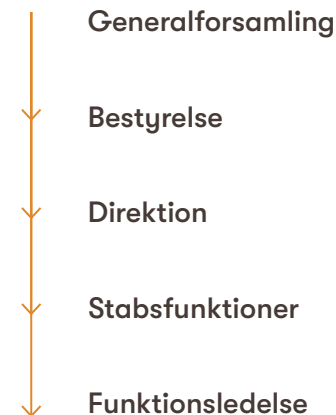 Generalforsamling
Bestyrelse
Direktion
Stabsfunktioner
Funktionsledelse